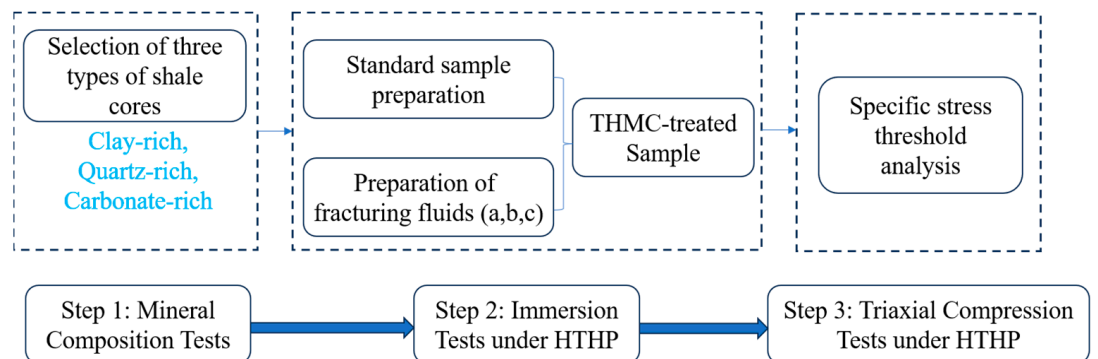 Selection of three
types of shale
cores
Clay-rich,
Quartz-rich,
Carbonate-rich
Standard sample
preparation
Preparation of
fracturing fluids (a,b,c)
THMC-treated
Sample
Specific stress
threshold
analysis
Step 1: Mineral
Composition Tests
Step 2: Immersion
Tests under HTHP
Step 3: Triaxial Compression
Tests under HTHP